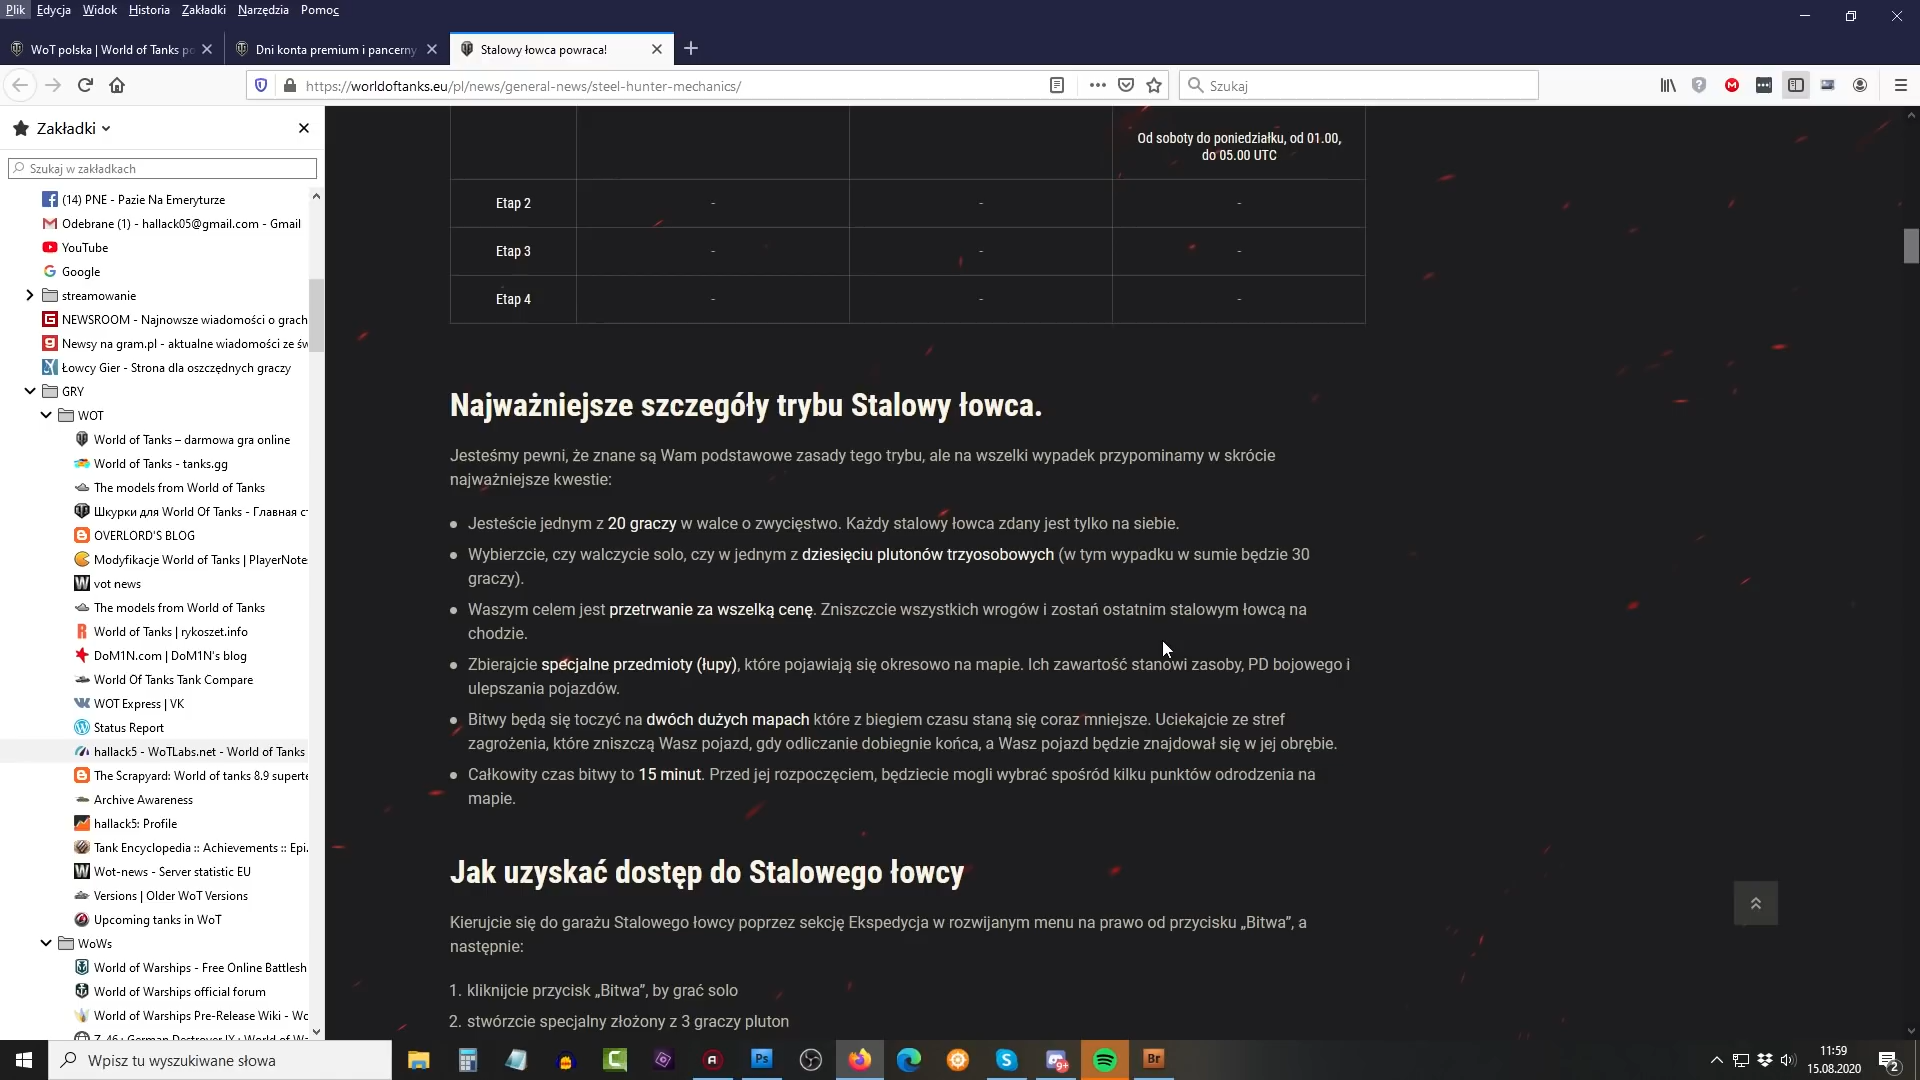 Plik Edycja Widok Historia Zakładki Narzędzia Pomoc
WoT polska | World of Tanks po
Dni konta premium i pancerny
Stalowy łowca powraca!
https://worldoftanks.eu/pl/news/general-news/steel-hunter-mechanics/
Szukaj
Zakładki
Szukaj w zakładkach
(14) PNE - Pazie Na Emeryturze
Odebrane (1) - hallack05@gmail.com - Gmail
YouTube
Google
streamowanie
NEWSROOM - Najnowsze wiadomości o grach
Newsy na gram.pl - aktualne wiadomości ze św
Łowcy Gier - Strona dla oszczędnych graczy
GRY
WOT
World of Tanks – darmowa gra online
World of Tanks - tanks.gg
The models from World of Tanks
Шкурки для World Of Tanks - Главная ст
OVERLORD'S BLOG
Modyfikacje World of Tanks | PlayerNote
vot news
The models from World of Tanks
World of Tanks | rykoszet.info
DoM1N.com | DoM1N's blog
World Of Tanks Tank Compare
WOT Express | VK
Status Report
hallack5 - WoTLabs.net - World of Tanks
The Scrapyard: World of tanks 8.9 superte
Archive Awareness
hallack5: Profile
Tank Encyclopedia :: Achievements :: Epi.
Wot-news - Server statistic EU
Versions | Older WoT Versions
Upcoming tanks in WoT
WoWs
World of Warships - Free Online Battlesh
World of Warships official forum
World of Warships Pre-Release Wiki - Wo
Od soboty do poniedziałku, od 01.00,
do 05.00 UTC
Etap 2 - - -
Etap 3 - - -
Etap 4 - - -
Najważniejsze szczegóły trybu Stalowy łowca.
Jesteśmy pewni, że znane są Wam podstawowe zasady tego trybu, ale na wszelki wypadek przypominamy w skrócie
najważniejsze kwestie:
Jesteście jednym z 20 graczy w walce o zwycięstwo. Każdy stalowy łowca zdany jest tylko na siebie.
Wybierzcie, czy walczycie solo, czy w jednym z dziesięciu plutonów trzyosobowych (w tym wypadku w sumie będzie 30
graczy).
Waszym celem jest przetrwanie za wszelką cenę. Zniszczcie wszystkich wrogów i zostań ostatnim stalowym łowcą na
chodzie.
Zbierajcie specjalne przedmioty (łupy), które pojawiają się okresowo na mapie. Ich zawartość stanowi zasoby, PD bojowego i
ulepszania pojazdów.
Bitwy będą się toczyć na dwóch dużych mapach które z biegiem czasu staną się coraz mniejsze. Uciekajcie ze stref
zagrożenia, które zniszczą Wasz pojazd, gdy odliczanie dobiegnie końca, a Wasz pojazd będzie znajdował się w jej obrębie.
Całkowity czas bitwy to 15 minut. Przed jej rozpoczęciem, będziecie mogli wybrać spośród kilku punktów odrodzenia na
mapie.
Jak uzyskać dostęp do Stalowego łowcy
Kierujcie się do garażu Stalowego łowcy poprzez sekcję Ekspedycja w rozwijanym menu na prawo od przycisku „Bitwa”, a
następnie:
1. kliknijcie przycisk „Bitwa”, by grać solo
2. stwórzcie specjalny złożony z 3 graczy pluton
Wpisz tu wyszukiwane słowa
Ps
Br
9+
11:59
15.08.2020
2